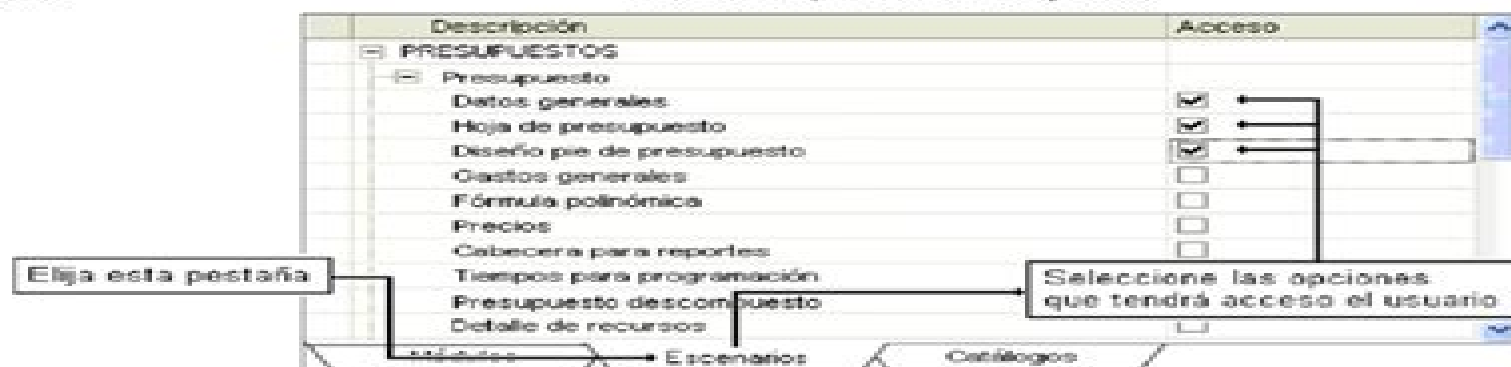 Descripción Acceso
PRESUPUESTOS
Presupuesto
Datos generales
Hoja de presupuesto
Diseño pie de presupuesto
Gastos generales
Fórmula polinómica
Precios
Cabecera para reportes
Tiempos para programación
Presupuesto descompuesto
Detalle de recursos
Elija esta pestaña
Seleccione las opciones
que tendrá acceso el usuario
Módulos Escenarios Catálogos